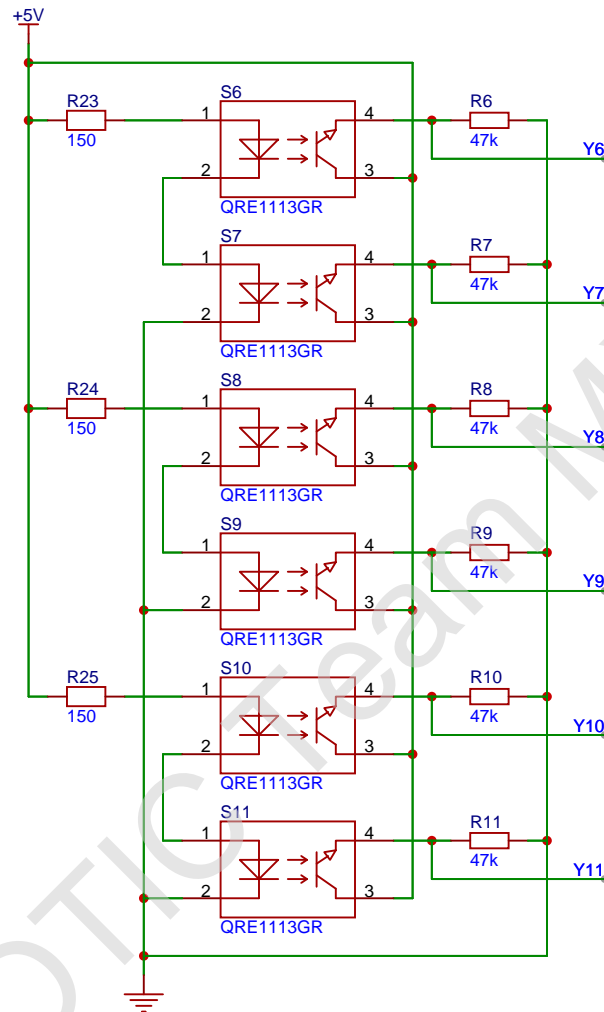 +5V
R23
150
S6
1
2
4
3
QRE1113GR
R6
47k
Y6
S7
1
2
4
3
QRE1113GR
R7
47k
Y7
R24
150
S8
1
2
4
3
QRE1113GR
R8
47k
Y8
S9
1
2
4
3
QRE1113GR
R9
47k
Y9
R25
150
S10
1
2
4
3
QRE1113GR
R10
47k
Y10
S11
1
2
4
3
QRE1113GR
R11
47k
Y11
OTIC Team M